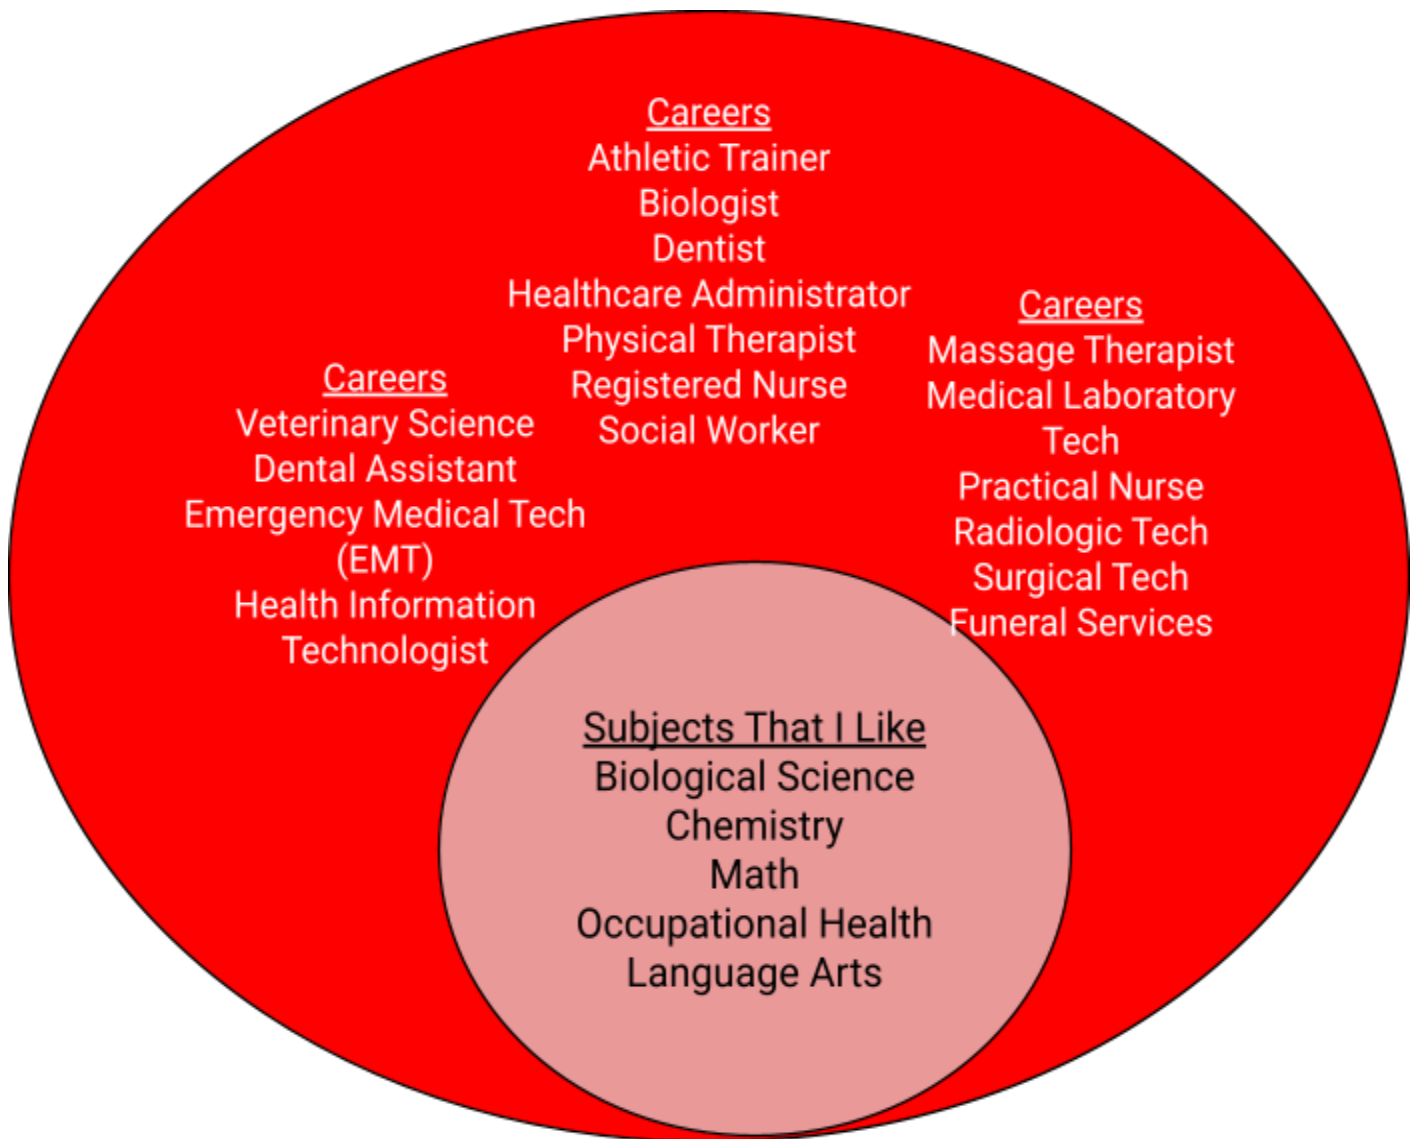 Careers
Athletic Trainer
Biologist
Dentist
Healthcare Administrator
Physical Therapist
Registered Nurse
Social Worker
Careers
Veterinary Science
Dental Assistant
Emergency Medical Tech
(EMT)
Health Information
Technologist
Careers
Massage Therapist
Medical Laboratory
Tech
Practical Nurse
Radiologic Tech
Surgical Tech
Funeral Services
Subjects That I Like
Biological Science
Chemistry
Math
Occupational Health
Language Arts